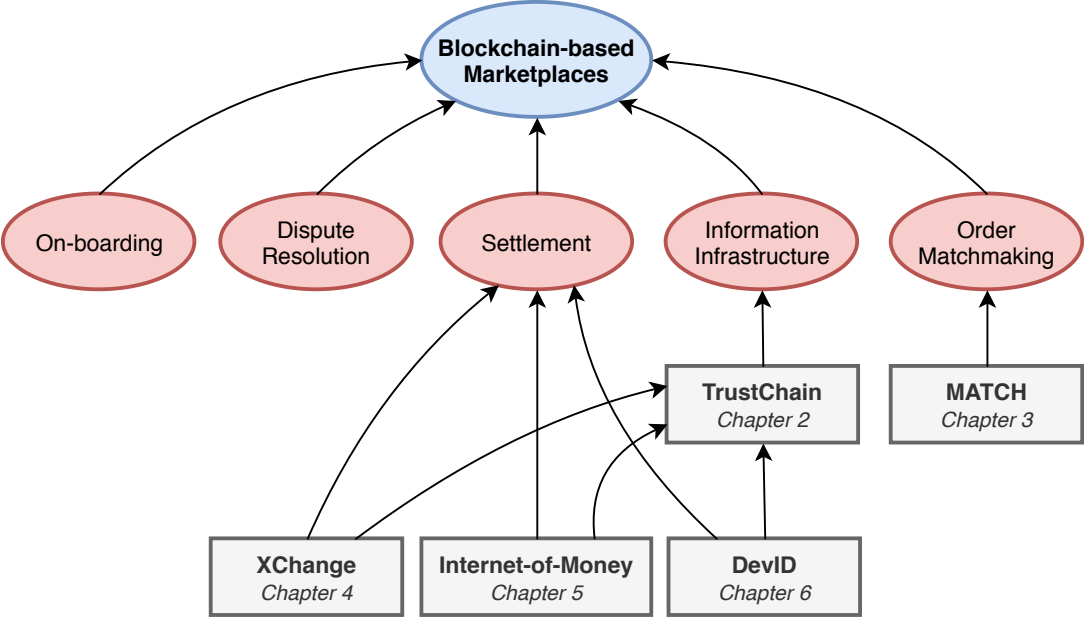 Blockchain-based
Marketplaces
On-boarding
Dispute
Resolution
Settlement
Information
Infrastructure
Order
Matchmaking
TrustChain
Chapter 2
MATCH
Chapter 3
XChange
Chapter 4
Internet-of-Money
Chapter 5
DevID
Chapter 6